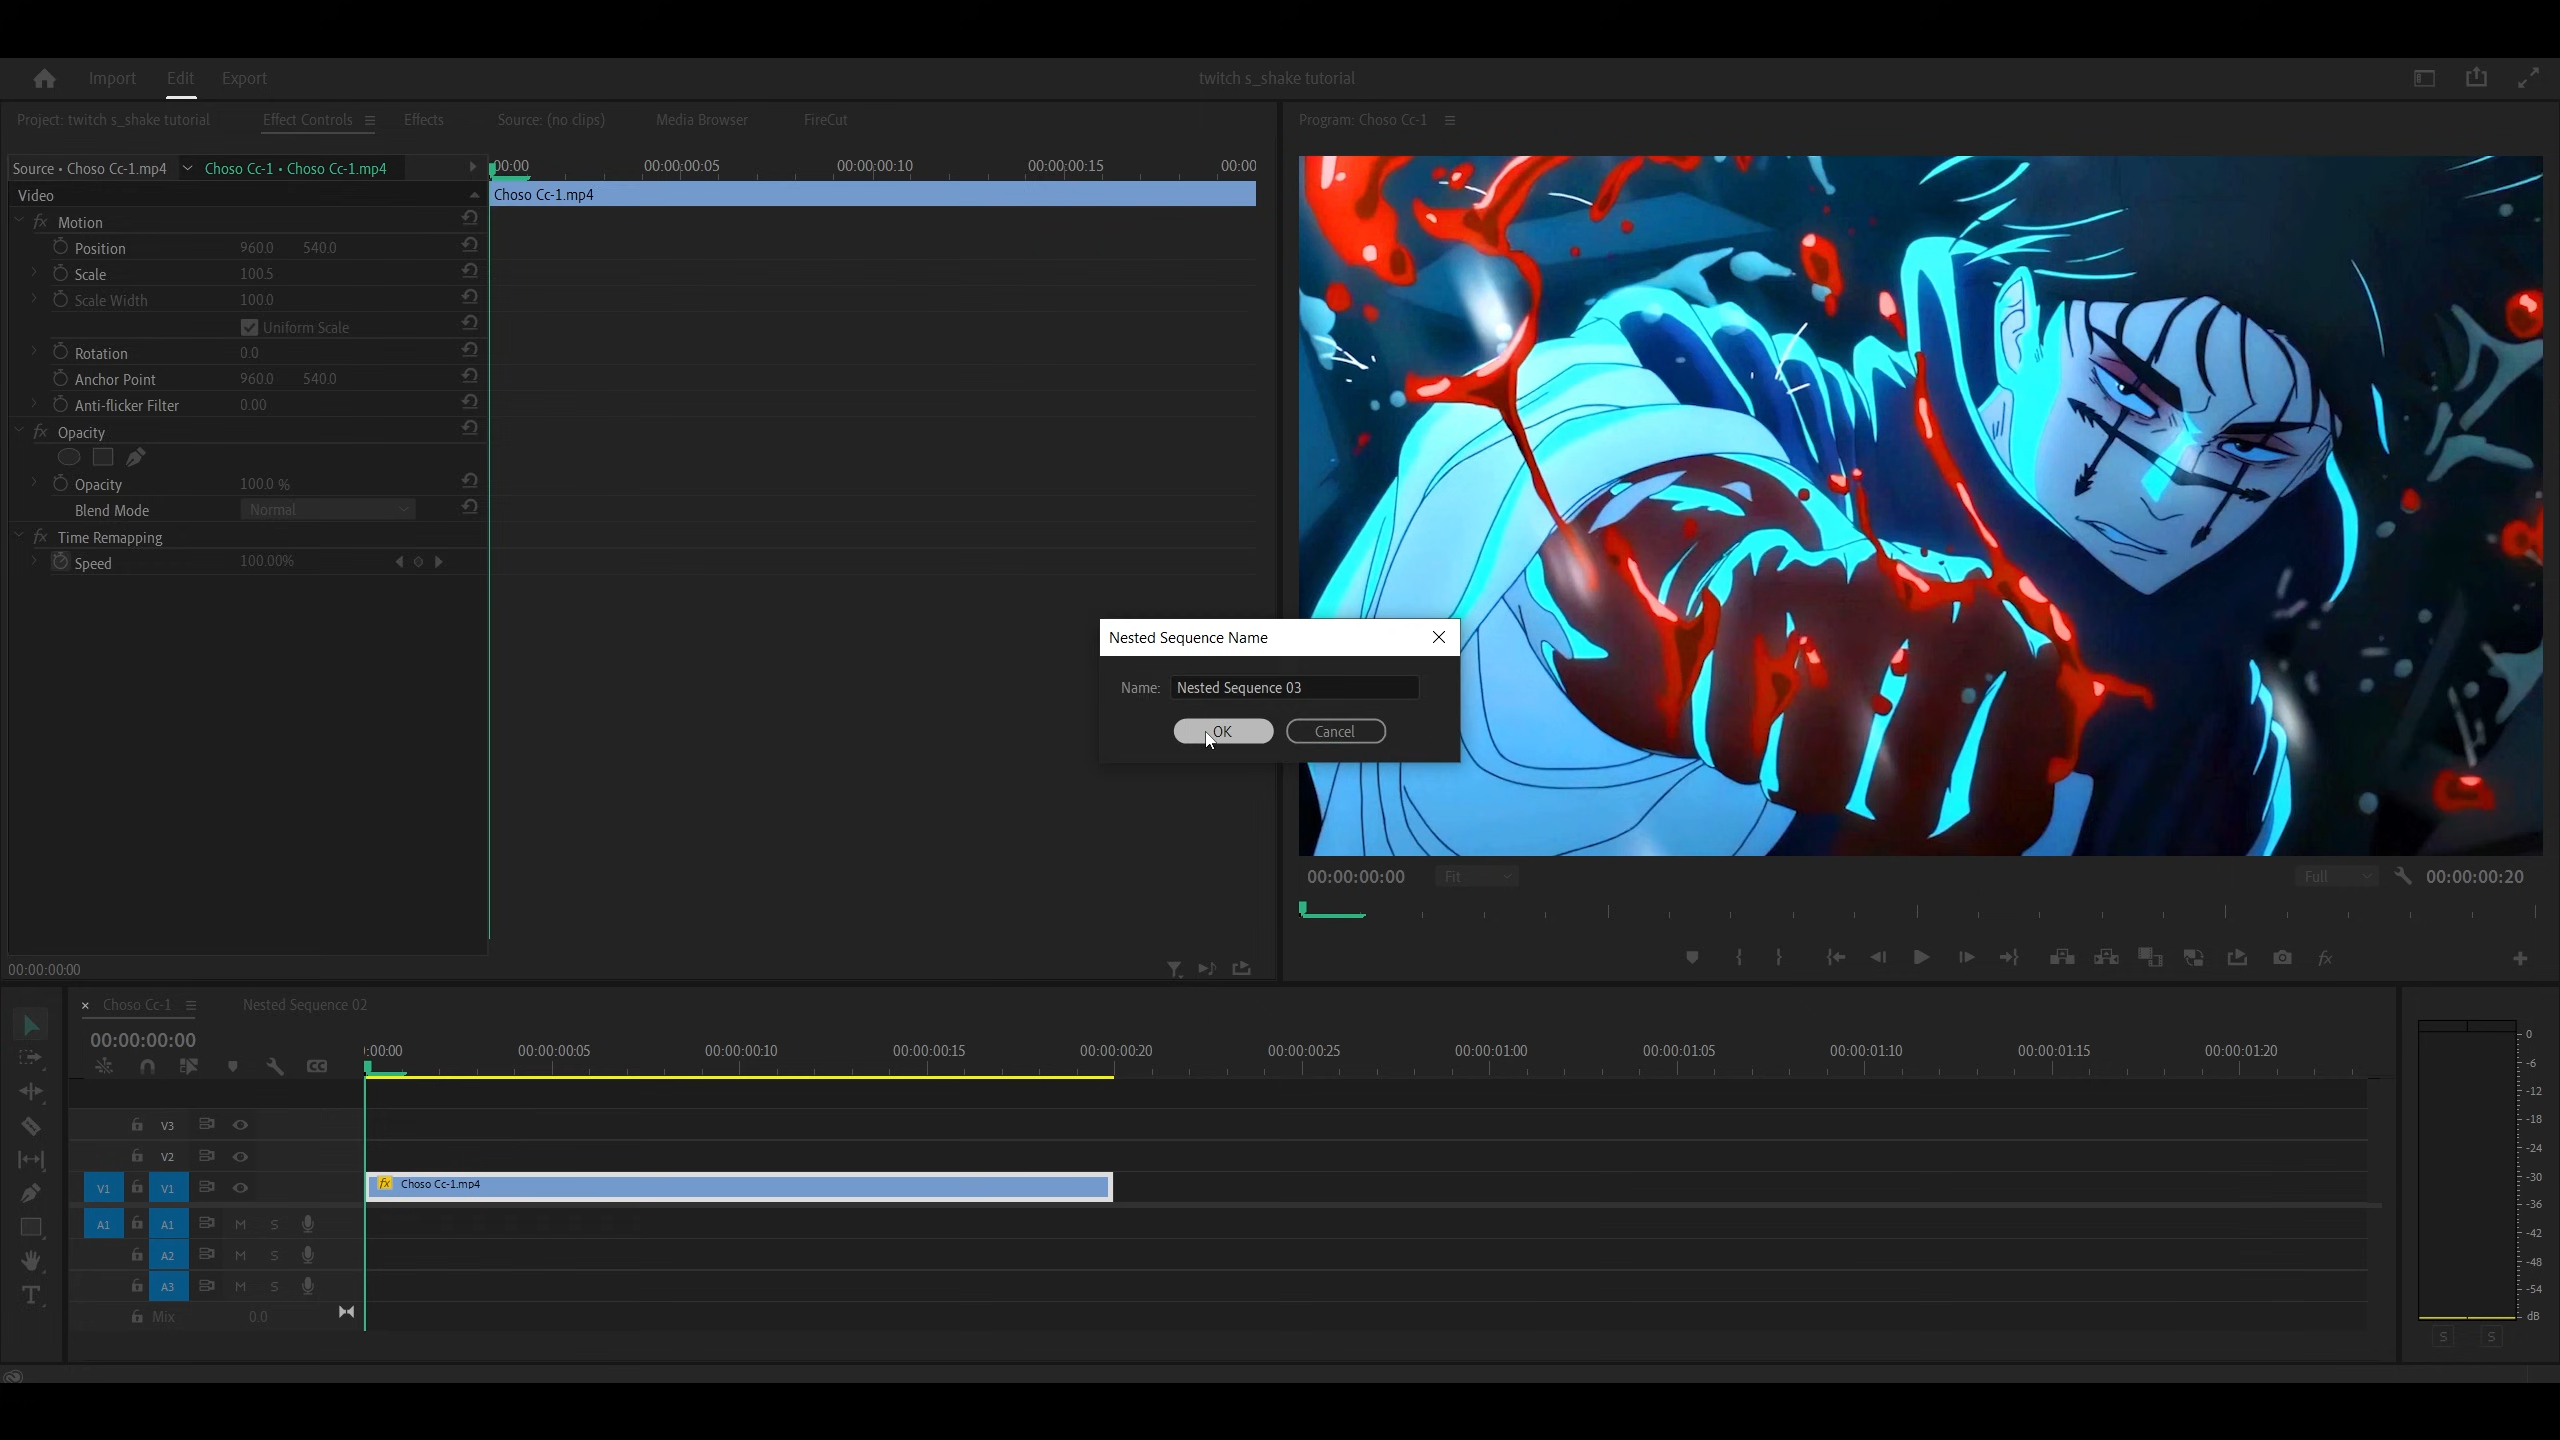 Import Edit Export twitch s_shake tutorial
Project: twitch s_shake tutorial Effect Controls Effects Source: (no clips) Media Browser FireCut
Program: Choso Cc-1
Source • Choso Cc-1.mp4 Choso Cc-1 • Choso Cc-1.mp4
:00:00 00:00:00:05 00:00:00:10 00:00:00:15 00:00
Video
Choso Cc-1.mp4
fx Motion
Position 960.0 540.0
Scale 100.5
Scale Width 100.0
Uniform Scale
Rotation 0.0
Anchor Point 960.0 540.0
Anti-flicker Filter 0.00
fx Opacity
Opacity 100.0 %
Blend Mode Normal
fx Time Remapping
Speed 100.00%
Nested Sequence Name
Name: Nested Sequence 03
OK Cancel
00:00:00:00 Fit Full 00:00:00:20
fx
00:00:00:00
Choso Cc-1 Nested Sequence 02
00:00:00:00
CC
:00:00 00:00:00:05 00:00:00:10 00:00:00:15 00:00:00:20 00:00:00:25 00:00:01:00 00:00:01:05 00:00:01:10 00:00:01:15 00:00:01:20
V3
V2
V1 V1
fx Choso Cc-1.mp4
A1 A1 M S
A2 M S
A3 M S
Mix 0.0
T
0
-6
-12
-18
-24
-30
-36
-42
-48
-54
dB
S S